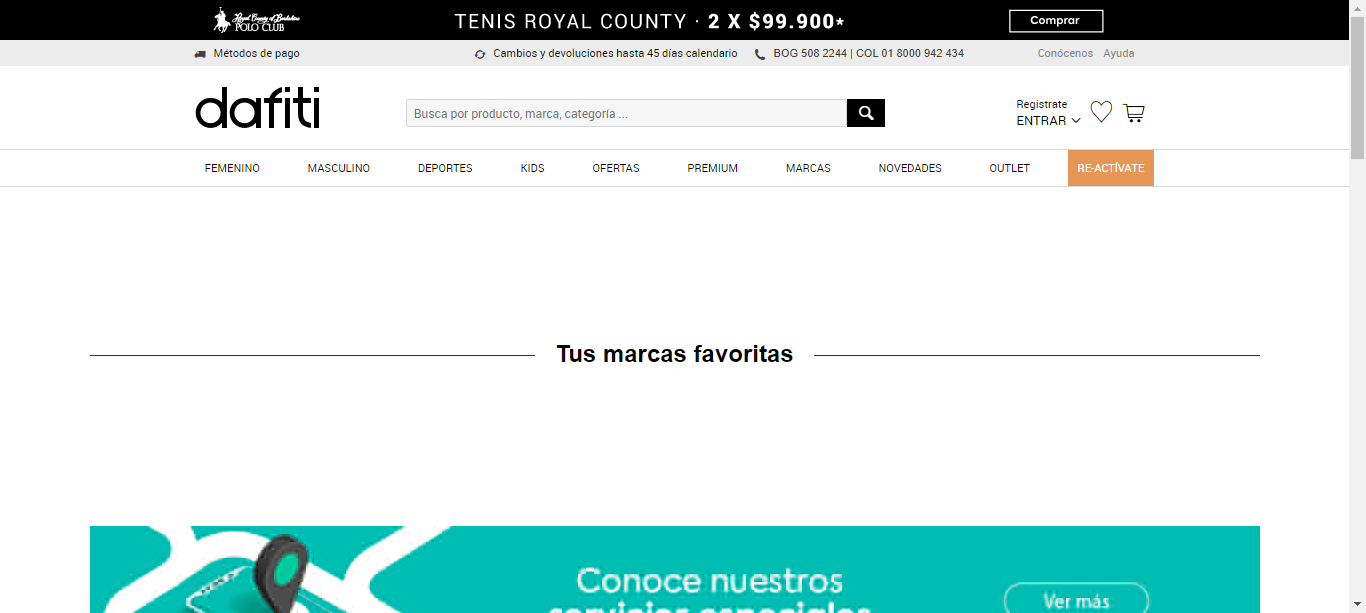 Royal County of Berkshire
POLO CLUB
TENIS ROYAL COUNTY · 2 X $99.900*
Comprar
Métodos de pago
Cambios y devoluciones hasta 45 días calendario
BOG 508 2244 | COL 01 8000 942 434
Conócenos
Ayuda
dafiti
Busca por producto, marca, categoría ...
Registrate
ENTRAR
FEMENINO
MASCULINO
DEPORTES
KIDS
OFERTAS
PREMIUM
MARCAS
NOVEDADES
OUTLET
RE-ACTÍVATE
Tus marcas favoritas
Conoce nuestros
servicios especiales
Ver más